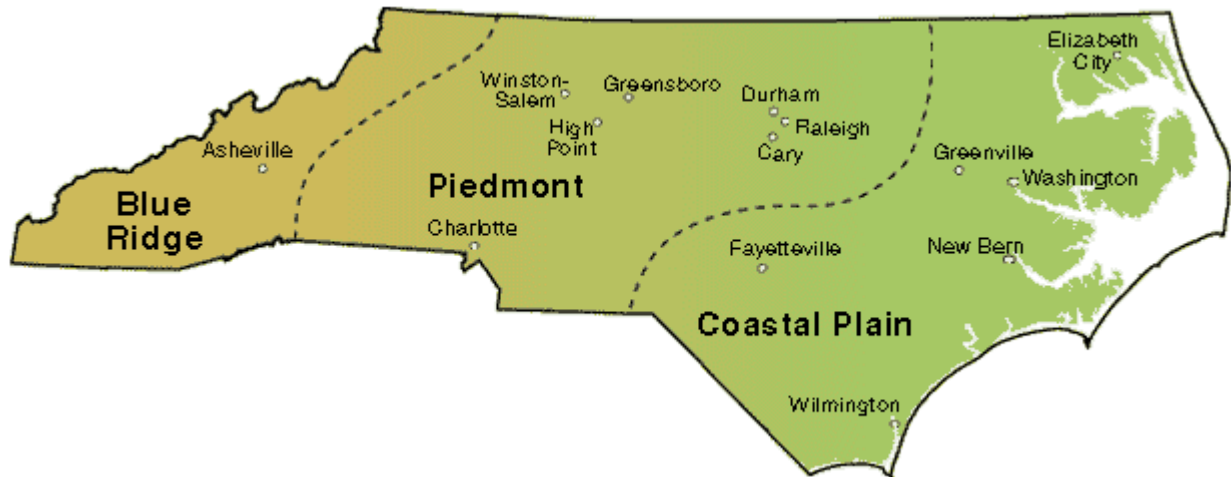 Elizabeth
City
Winston-
Salem
Greensboro
Durham
High
Point
Raleigh
Cary
Asheville
Greenville
Washington
Piedmont
Blue
Ridge
Charlotte
Fayetteville
New Bern
Coastal Plain
Wilmington